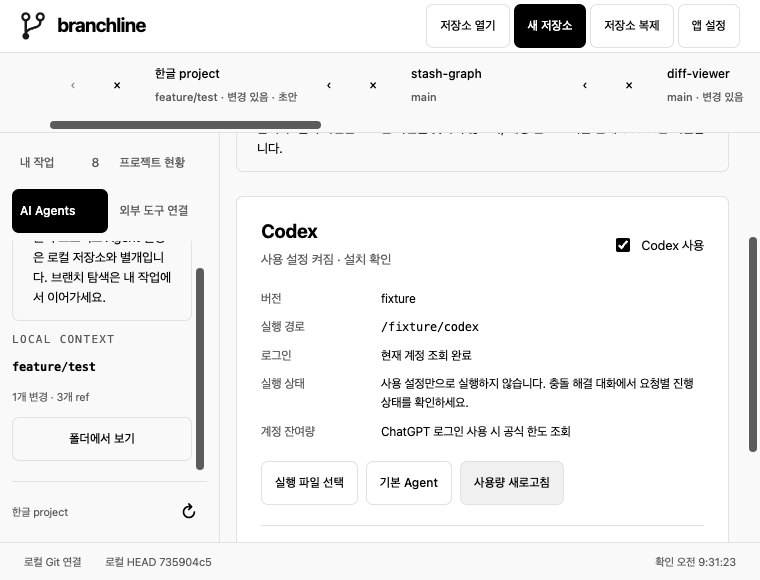 branchline
저장소 열기
새 저장소
저장소 복제
앱 설정
한글 project
feature/test · 변경 있음 · 초안
stash-graph
main
diff-viewer
main · 변경 있음
내 작업 8
프로젝트 현황
AI Agents
외부 도구 연결
은 로컬 저장소와 별개입니
다. 브랜치 탐색은 내 작업에
서 이어가세요.
LOCAL CONTEXT
feature/test
1개 변경 · 3개 ref
폴더에서 보기
한글 project
니다.
Codex
사용 설정 켜짐 · 설치 확인
Codex 사용
버전 fixture
실행 경로 /fixture/codex
로그인 현재 계정 조회 완료
실행 상태 사용 설정만으로 실행하지 않습니다. 충돌 해결 대화에서 요청별 진행
상태를 확인하세요.
계정 잔여량 ChatGPT 로그인 사용 시 공식 한도 조회
실행 파일 선택
기본 Agent
사용량 새로고침
로컬 Git 연결
로컬 HEAD 735904c5
확인 오전 9:31:23